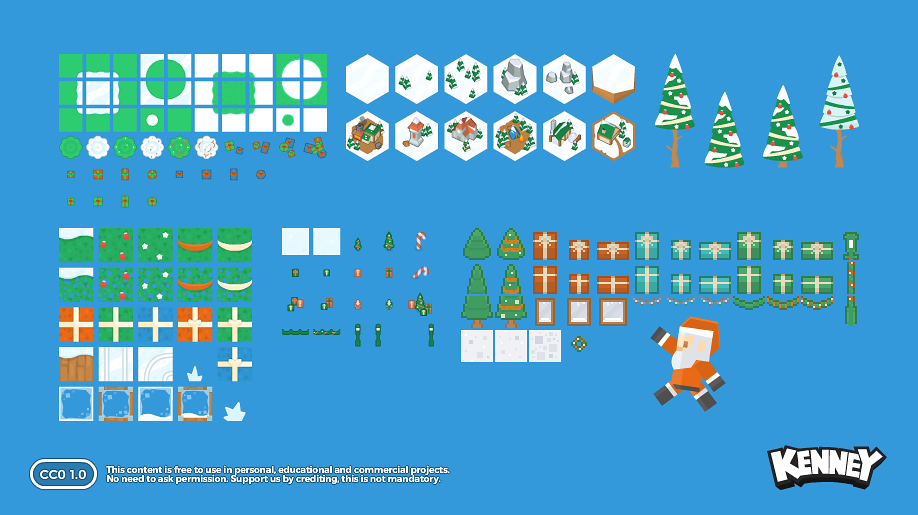 CC0 1.0
This content is free to use in personal, educational and commercial projects.
No need to ask permission. Support us by crediting, this is not mandatory.
KENNEY